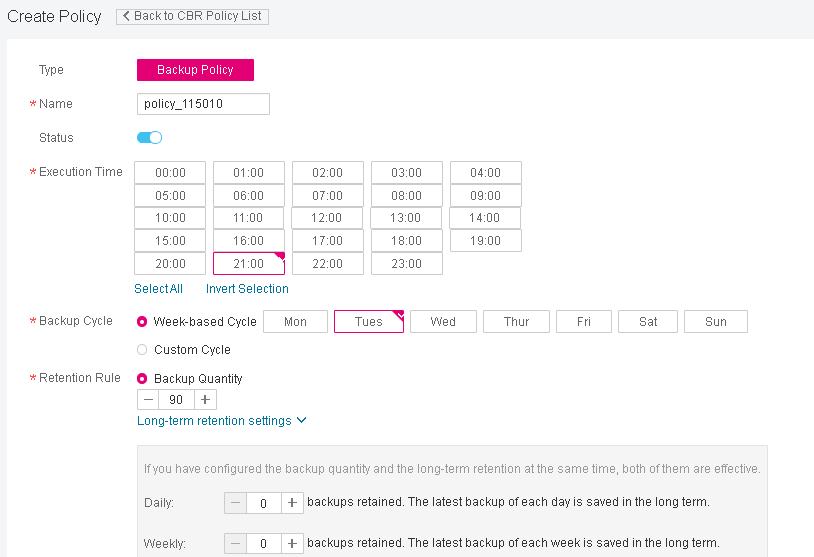 Create Policy < Back to CBR Policy List
Type Backup Policy
* Name policy_115010
Status
* Execution Time 00:00 01:00 02:00 03:00 04:00
05:00 06:00 07:00 08:00 09:00
10:00 11:00 12:00 13:00 14:00
15:00 16:00 17:00 18:00 19:00
20:00 21:00 22:00 23:00
Select All Invert Selection
* Backup Cycle Week-based Cycle Mon Tues Wed Thur Fri Sat Sun
Custom Cycle
* Retention Rule Backup Quantity
− 90 +
Long-term retention settings
If you have configured the backup quantity and the long-term retention at the same time, both of them are effective.
Daily: − 0 + backups retained. The latest backup of each day is saved in the long term.
Weekly: − 0 + backups retained. The latest backup of each week is saved in the long term.